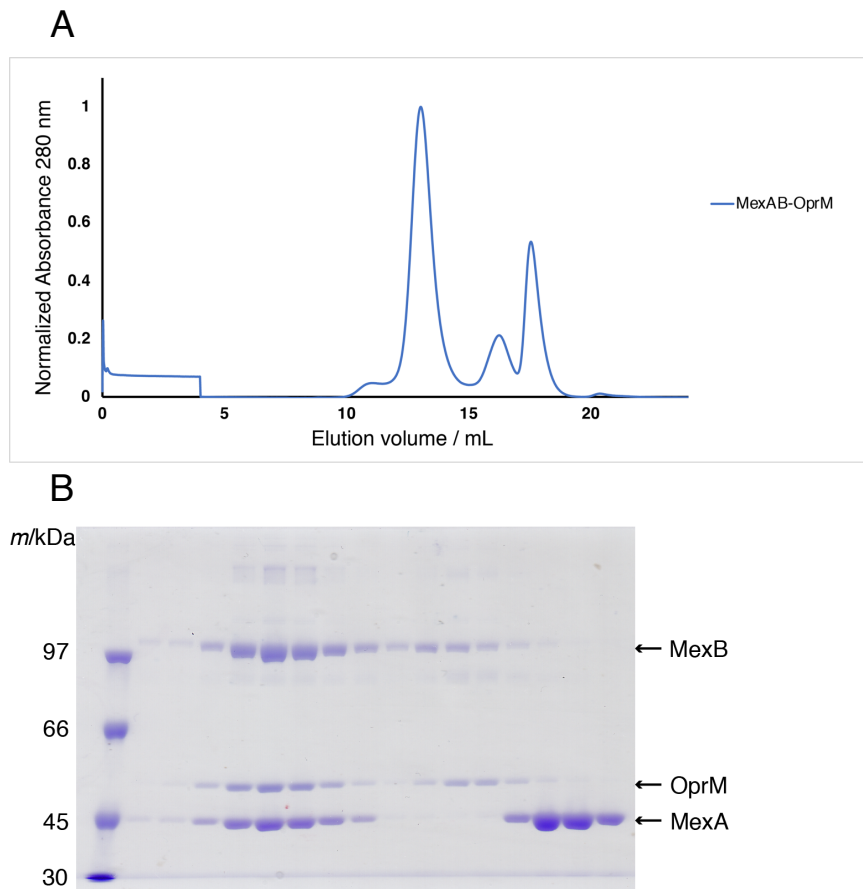 A
Normalized Absorbance 280 nm
1
0.8
0.6
0.4
0.2
0
0 5 10 15 20
Elution volume / mL
MexAB-OprM
B
m/kDa
97
66
45
30
← MexB
← OprM
← MexA